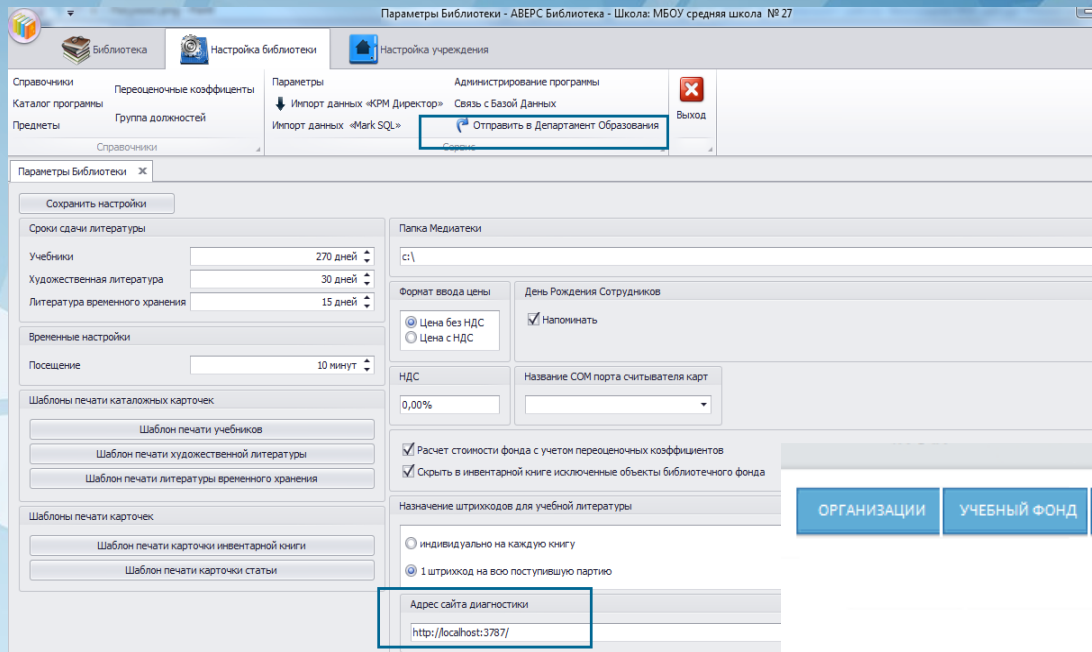 Параметры Библиотеки - АВЕРС Библиотека - Школа: МБОУ средняя школа № 27
Библиотека
Настройка библиотеки
Настройка учреждения
Справочники
Каталог программы
Предметы
Переоценочные коэффиценты
Группа должностей
Справочники
Параметры
Импорт данных «КРМ Директор»
Импорт данных «Mark SQL»
Администрирование программы
Связь с Базой Данных
Отправить в Департамент Образования
Сервис
Выход
Параметры Библиотеки
Сохранить настройки
Сроки сдачи литературы
Учебники 270 дней
Художественная литература 30 дней
Литература временного хранения 15 дней
Временные настройки
Посещение 10 минут
Шаблоны печати каталожных карточек
Шаблон печати учебников
Шаблон печати художественной литературы
Шаблон печати литературы временного хранения
Шаблоны печати карточек
Шаблон печати карточки инвентарной книги
Шаблон печати карточки статьи
Папка Медиатеки
c:\
Формат ввода цены
Цена без НДС
Цена с НДС
День Рождения Сотрудников
Напоминать
НДС
0,00%
Название COM порта считывателя карт
Расчет стоиности фонда с учетом переоценочных коэффициентов
Скрыть в инвентарной книге исключенные объекты библиотечного фонда
Назначение штрихкодов для учебной литературы
индивидуально на каждую книгу
1 штрихкод на всю поступившую партию
Адрес сайта диагностики
http://localhost:3787/
ОРГАНИЗАЦИИ
УЧЕБНЫЙ ФОНД